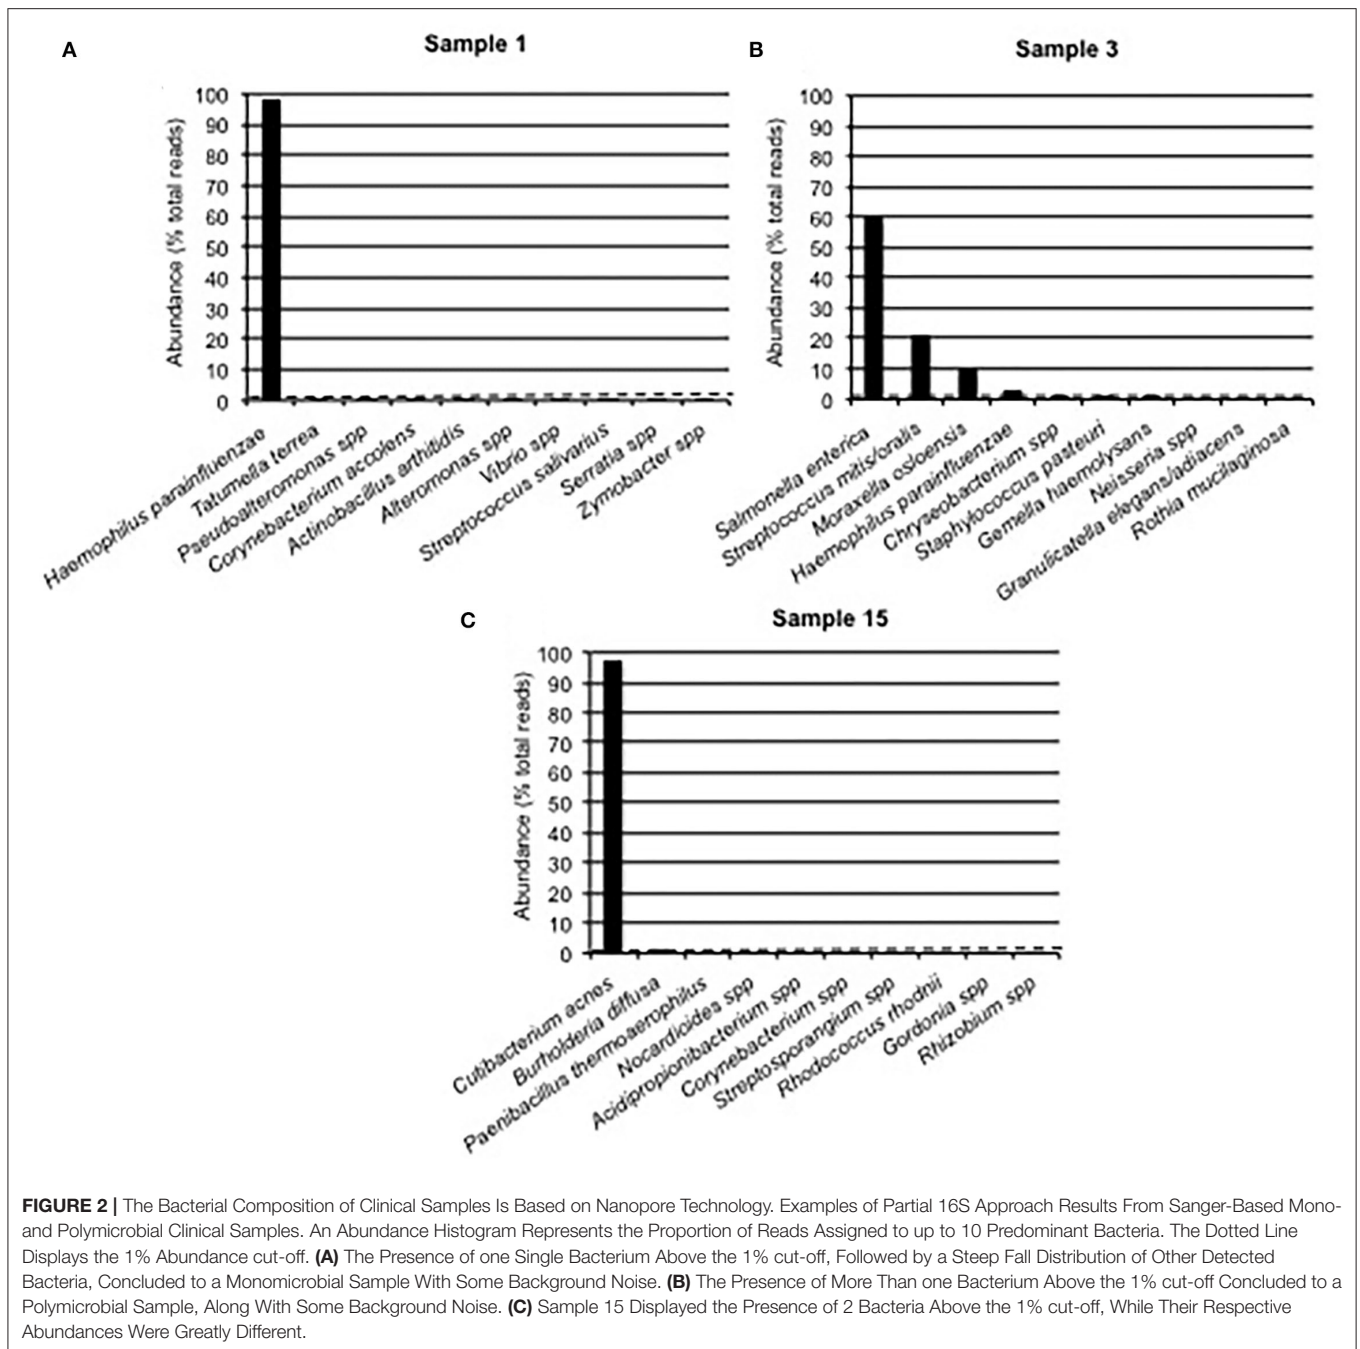 A
Sample 1
Abundance (% total reads)
100
90
80
70
60
50
40
30
20
10
0
Haemophilus parainfluenzae
Tatumella terrea
Pseudoalteromonas spp
Corynebacterium accolens
Actinobacillus arthitidis
Alteromonas spp
Vibrio spp
Streptococcus salivarius
Serratia spp
Zymobacter spp
B
Sample 3
Abundance (% total reads)
100
90
80
70
60
50
40
30
20
10
0
Salmonella enterica
Streptococcus mitis/oralis
Moraxella osloensis
Haemophilus parainfluenzae
Chryseobacterium spp
Staphylococcus pasteuri
Gemella haemolysans
Neisseria spp
Granulicatella elegans/adiacens
Rothia mucilaginosa
C
Sample 15
Abundance (% total reads)
100
90
80
70
60
50
40
30
20
10
0
Cutibacterium acnes
Burholderia diffusa
Paenibacillus thermoaerophilus
Nocardioides spp
Acidipropionibacterium spp
Corynebacterium spp
Streptosporangium spp
Rhodococcus rhodnii
Gordonia spp
Rhizobium spp
FIGURE 2 | The Bacterial Composition of Clinical Samples Is Based on Nanopore Technology. Examples of Partial 16S Approach Results From Sanger-Based Mono-
and Polymicrobial Clinical Samples. An Abundance Histogram Represents the Proportion of Reads Assigned to up to 10 Predominant Bacteria. The Dotted Line
Displays the 1% Abundance cut-off. (A) The Presence of one Single Bacterium Above the 1% cut-off, Followed by a Steep Fall Distribution of Other Detected
Bacteria, Concluded to a Monomicrobial Sample With Some Background Noise. (B) The Presence of More Than one Bacterium Above the 1% cut-off Concluded to a
Polymicrobial Sample, Along With Some Background Noise. (C) Sample 15 Displayed the Presence of 2 Bacteria Above the 1% cut-off, While Their Respective
Abundances Were Greatly Different.